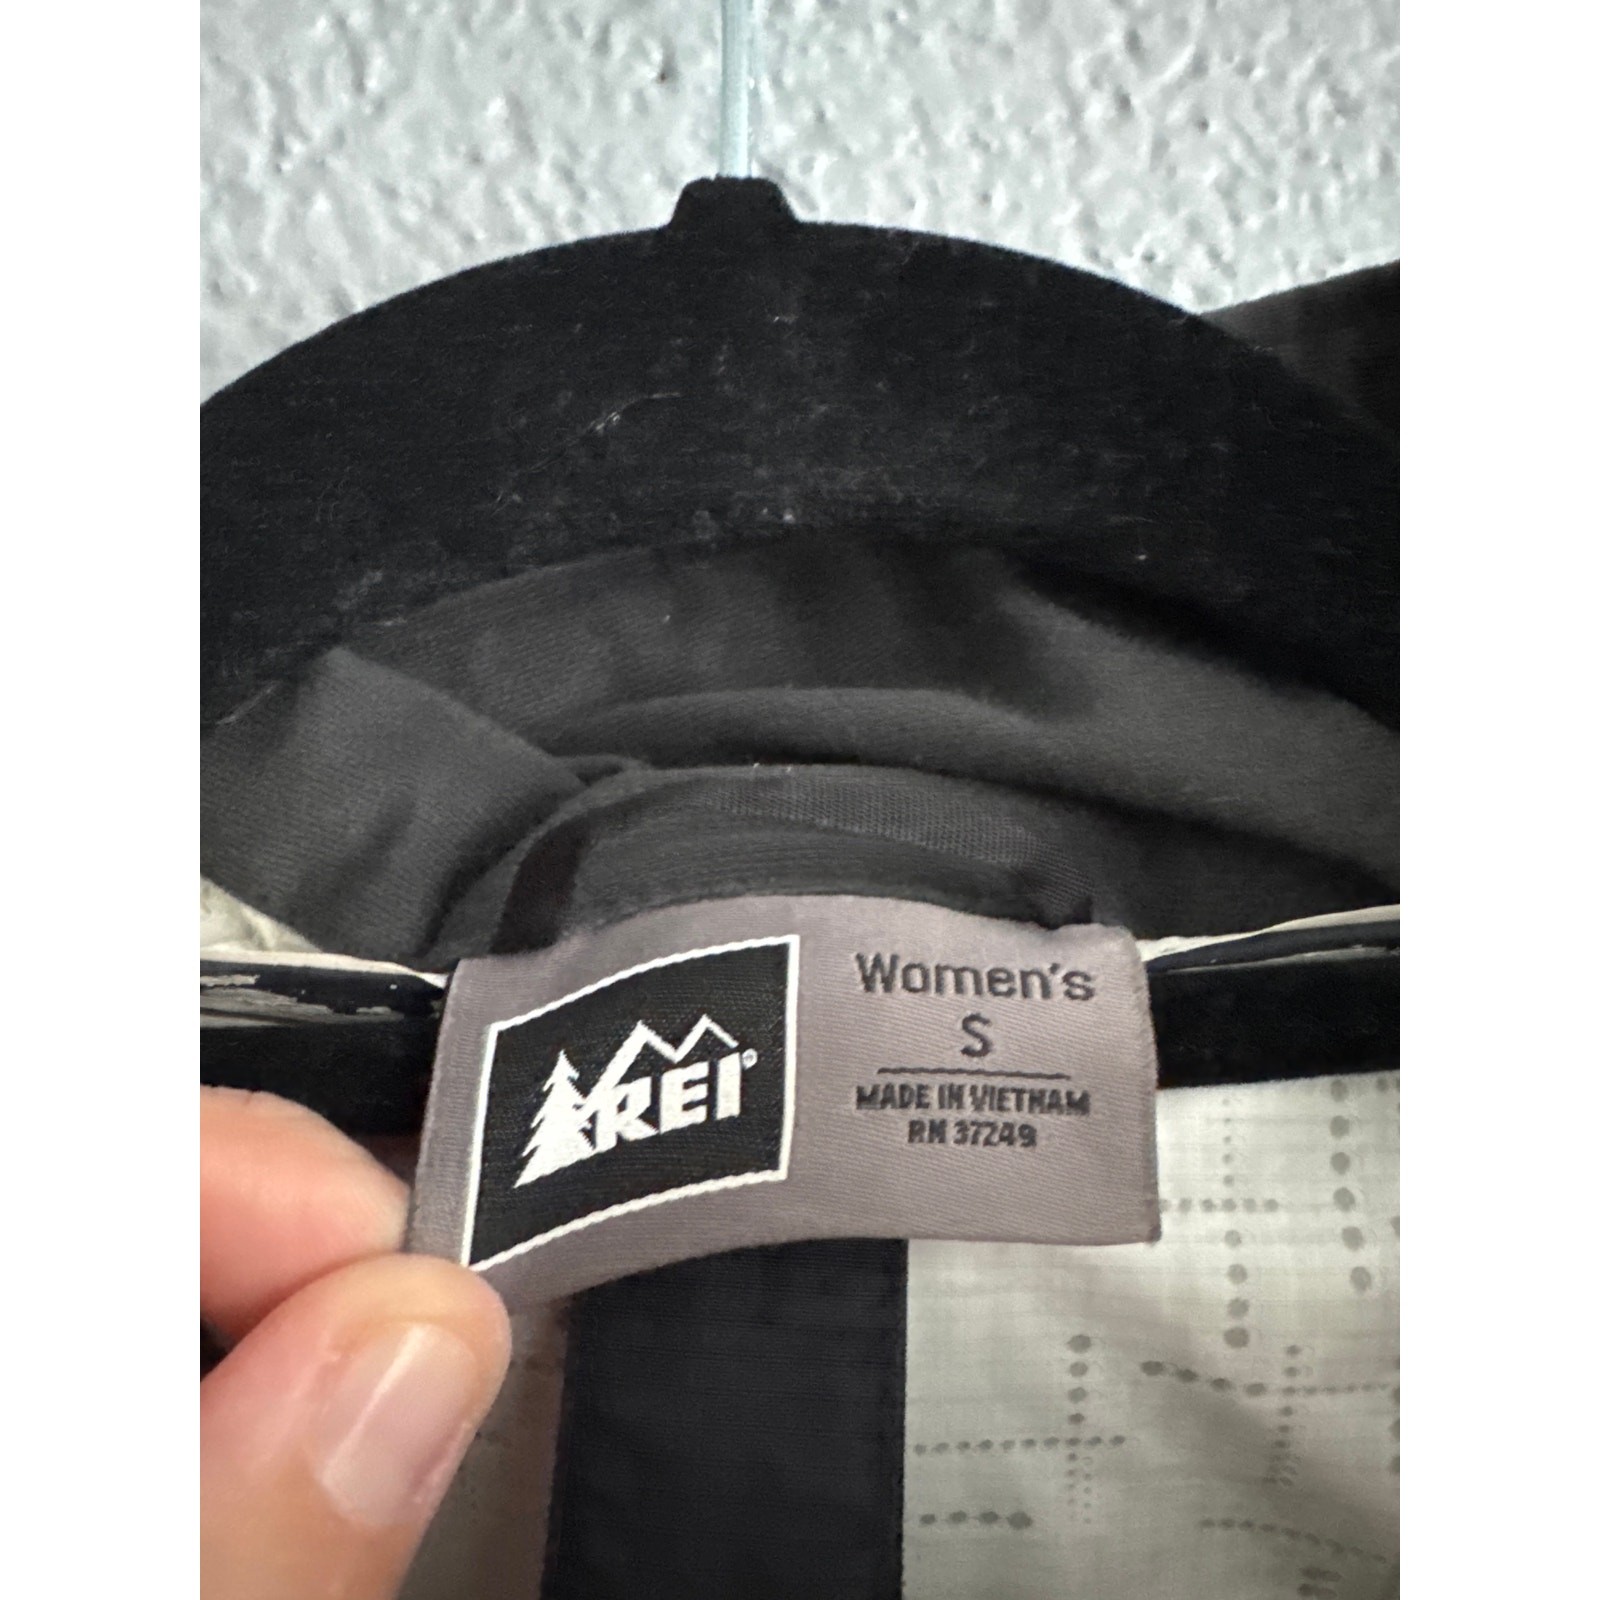 REI®
Women's
S
MADE IN VIETNAM
RN 37249